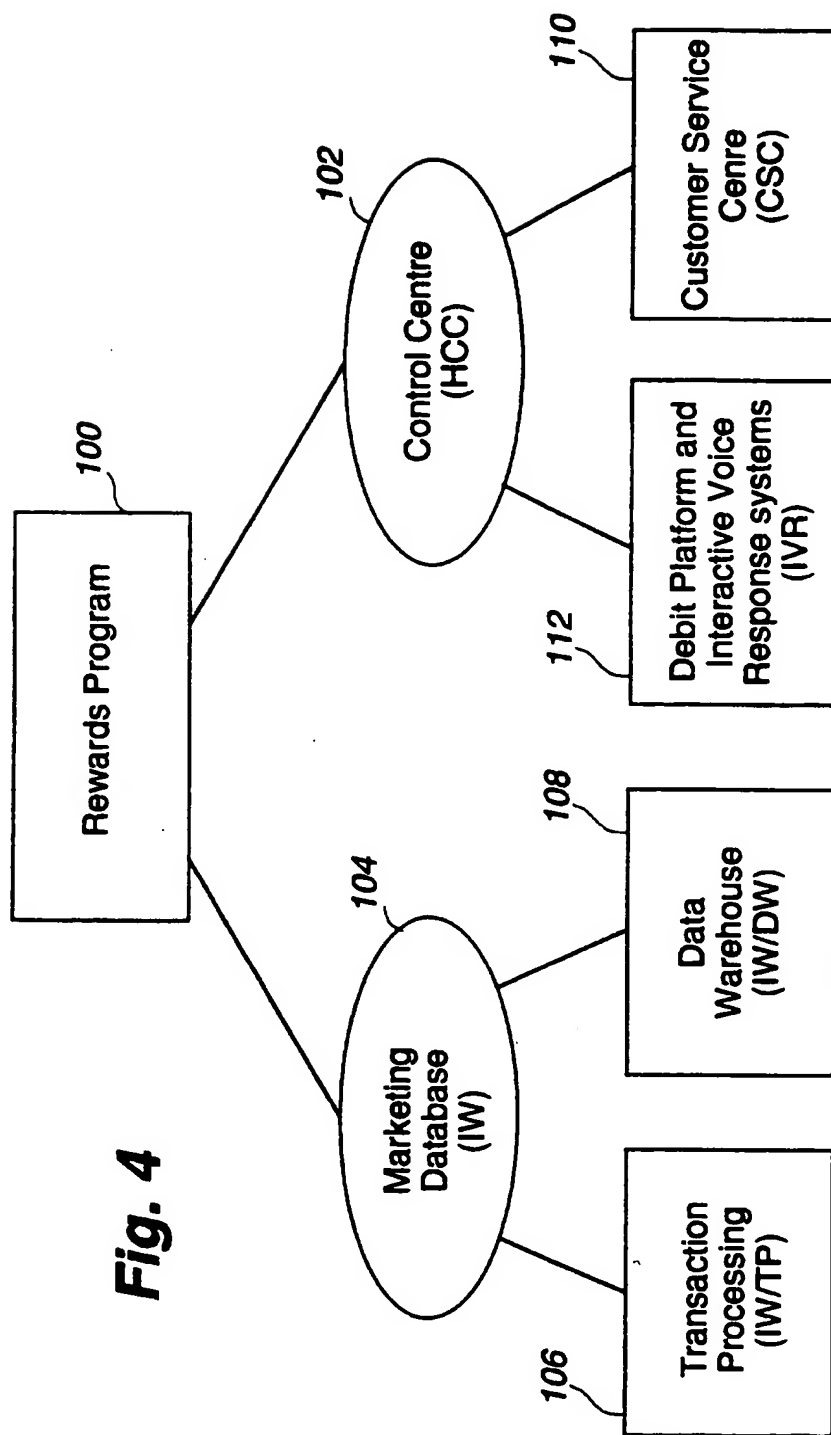 Fig. 4
100
Rewards Program
104
Marketing
Database
(IW)
102
Control Centre
(HCC)
106
Transaction
Processing
(IW/TP)
108
Data
Warehouse
(IW/DW)
112
Debit Platform and
Interactive Voice
Response systems
(IVR)
110
Customer Service
Cenre
(CSC)